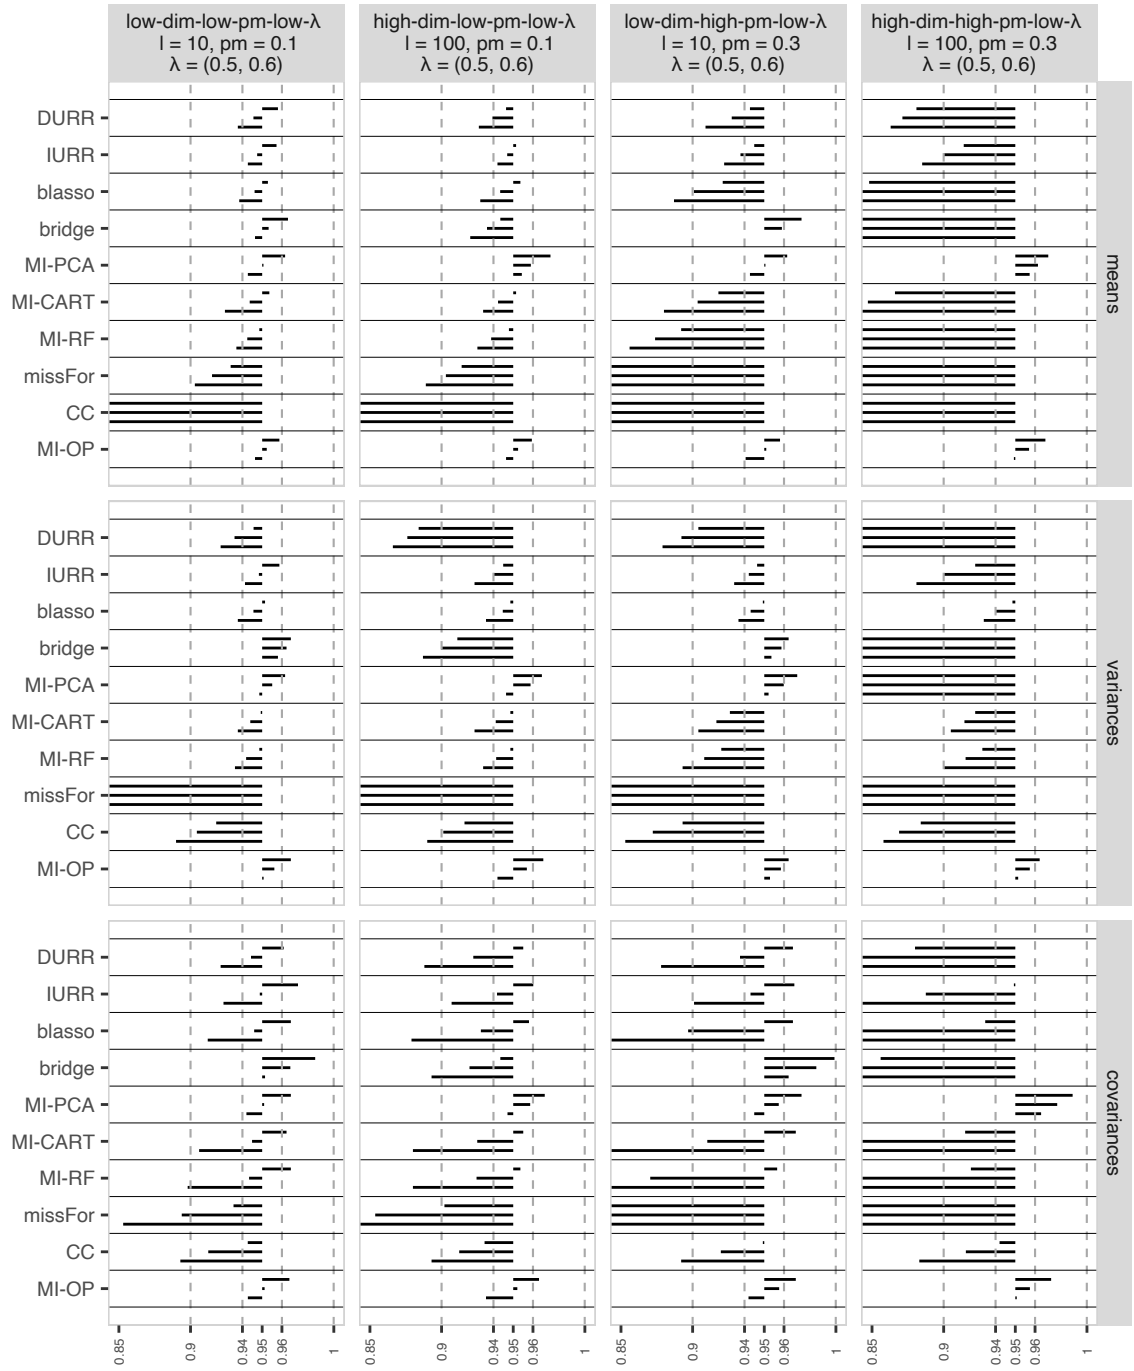 low-dim-low-pm-low-λ
l = 10, pm = 0.1
λ = (0.5, 0.6)
high-dim-low-pm-low-λ
l = 100, pm = 0.1
λ = (0.5, 0.6)
low-dim-high-pm-low-λ
l = 10, pm = 0.3
λ = (0.5, 0.6)
high-dim-high-pm-low-λ
l = 100, pm = 0.3
λ = (0.5, 0.6)
DURR
IURR
blasso
bridge
MI-PCA
MI-CART
MI-RF
missFor
CC
MI-OP
means
DURR
IURR
blasso
bridge
MI-PCA
MI-CART
MI-RF
missFor
CC
MI-OP
variances
DURR
IURR
blasso
bridge
MI-PCA
MI-CART
MI-RF
missFor
CC
MI-OP
covariances
0.85
0.9
0.94
0.95
0.96
1
0.85
0.9
0.94
0.95
0.96
1
0.85
0.9
0.94
0.95
0.96
1
0.85
0.9
0.94
0.95
0.96
1